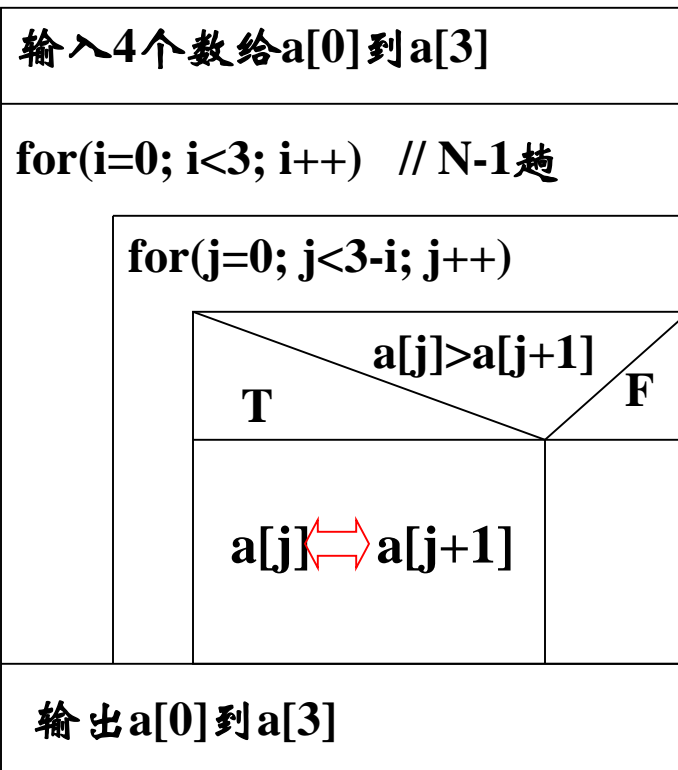 输入4个数给a[0]到a[3]
for(i=0; i<3; i++) // N-1趟
for(j=0; j<3-i; j++)
a[j]>a[j+1]
T
F
a[j] a[j+1]
输出a[0]到a[3]